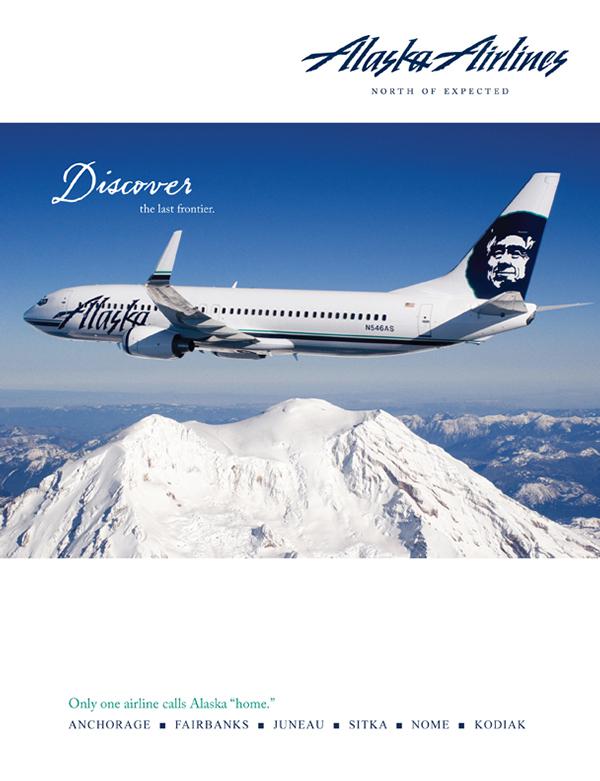 Alaska Airlines
NORTH OF EXPECTED
Discover
the last frontier.
Alaska
N546AS
Only one airline calls Alaska “home.”
ANCHORAGE ■ FAIRBANKS ■ JUNEAU ■ SITKA ■ NOME ■ KODIAK